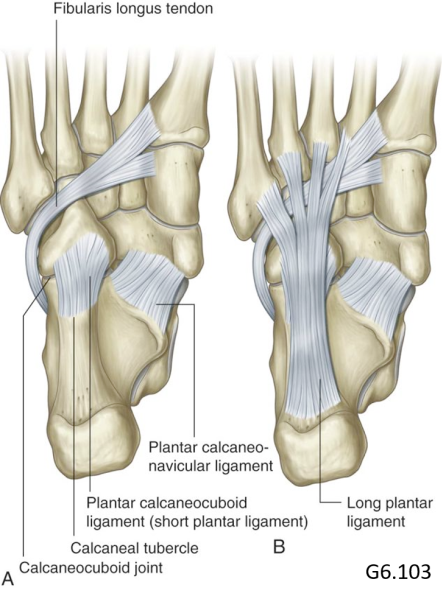 Fibularis longus tendon
Plantar calcaneo-
navicular ligament
Plantar calcaneocuboid
ligament (short plantar ligament)
Calcaneal tubercle
Calcaneocuboid joint
A
Long plantar
ligament
B
G6.103